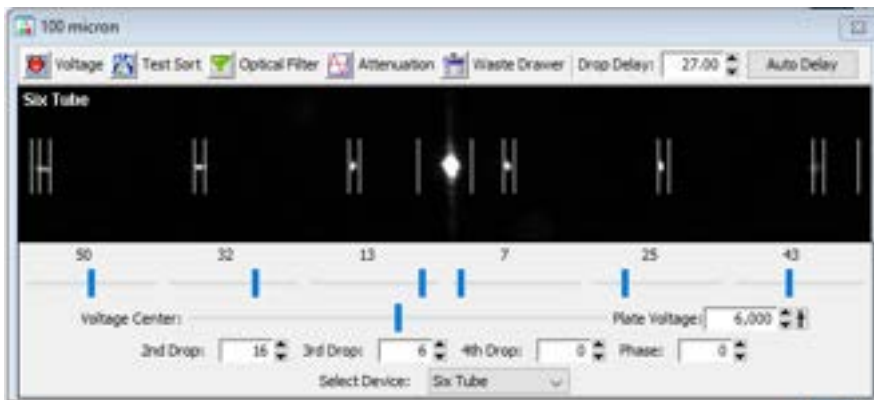 100 micron
Voltage Test Sort Optical Filter Attenuation Waste Drawer Drop Delay: 27.00 Auto Delay
Six Tube
50 32 13 7 25 43
Voltage Center: Plate Voltage: 6,000
2nd Drop: 16 3rd Drop: 6 4th Drop: 0 Phase: 0
Select Device: Six Tube